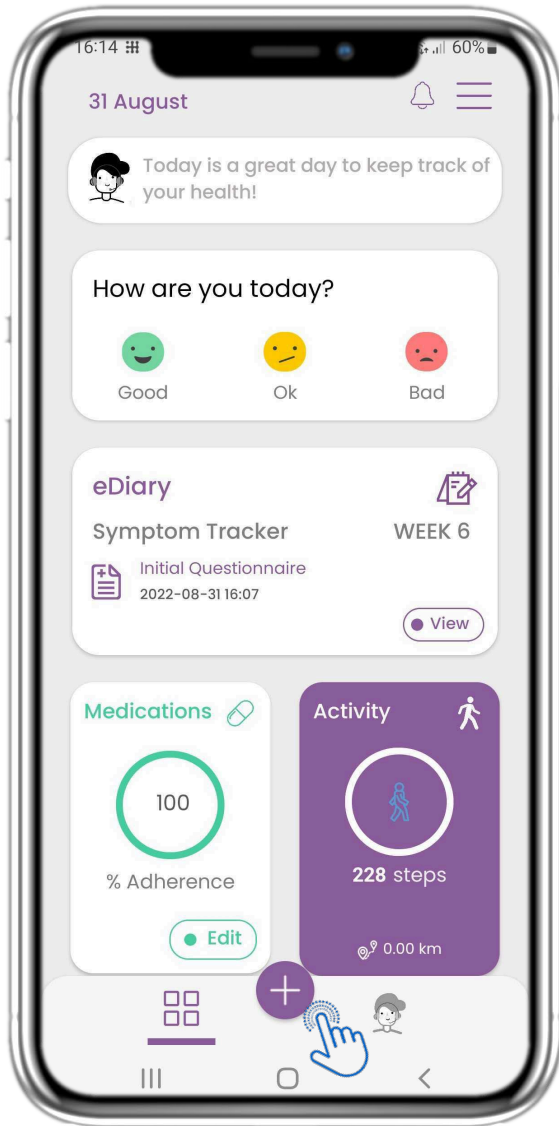 16:14
60%
31 August
Today is a great day to keep track of
your health!
How are you today?
Good
Ok
Bad
eDiary
Symptom Tracker
WEEK 6
Initial Questionnaire
2022-08-31 16:07
View
Medications
100
% Adherence
Edit
Activity
228 steps
0.00 km